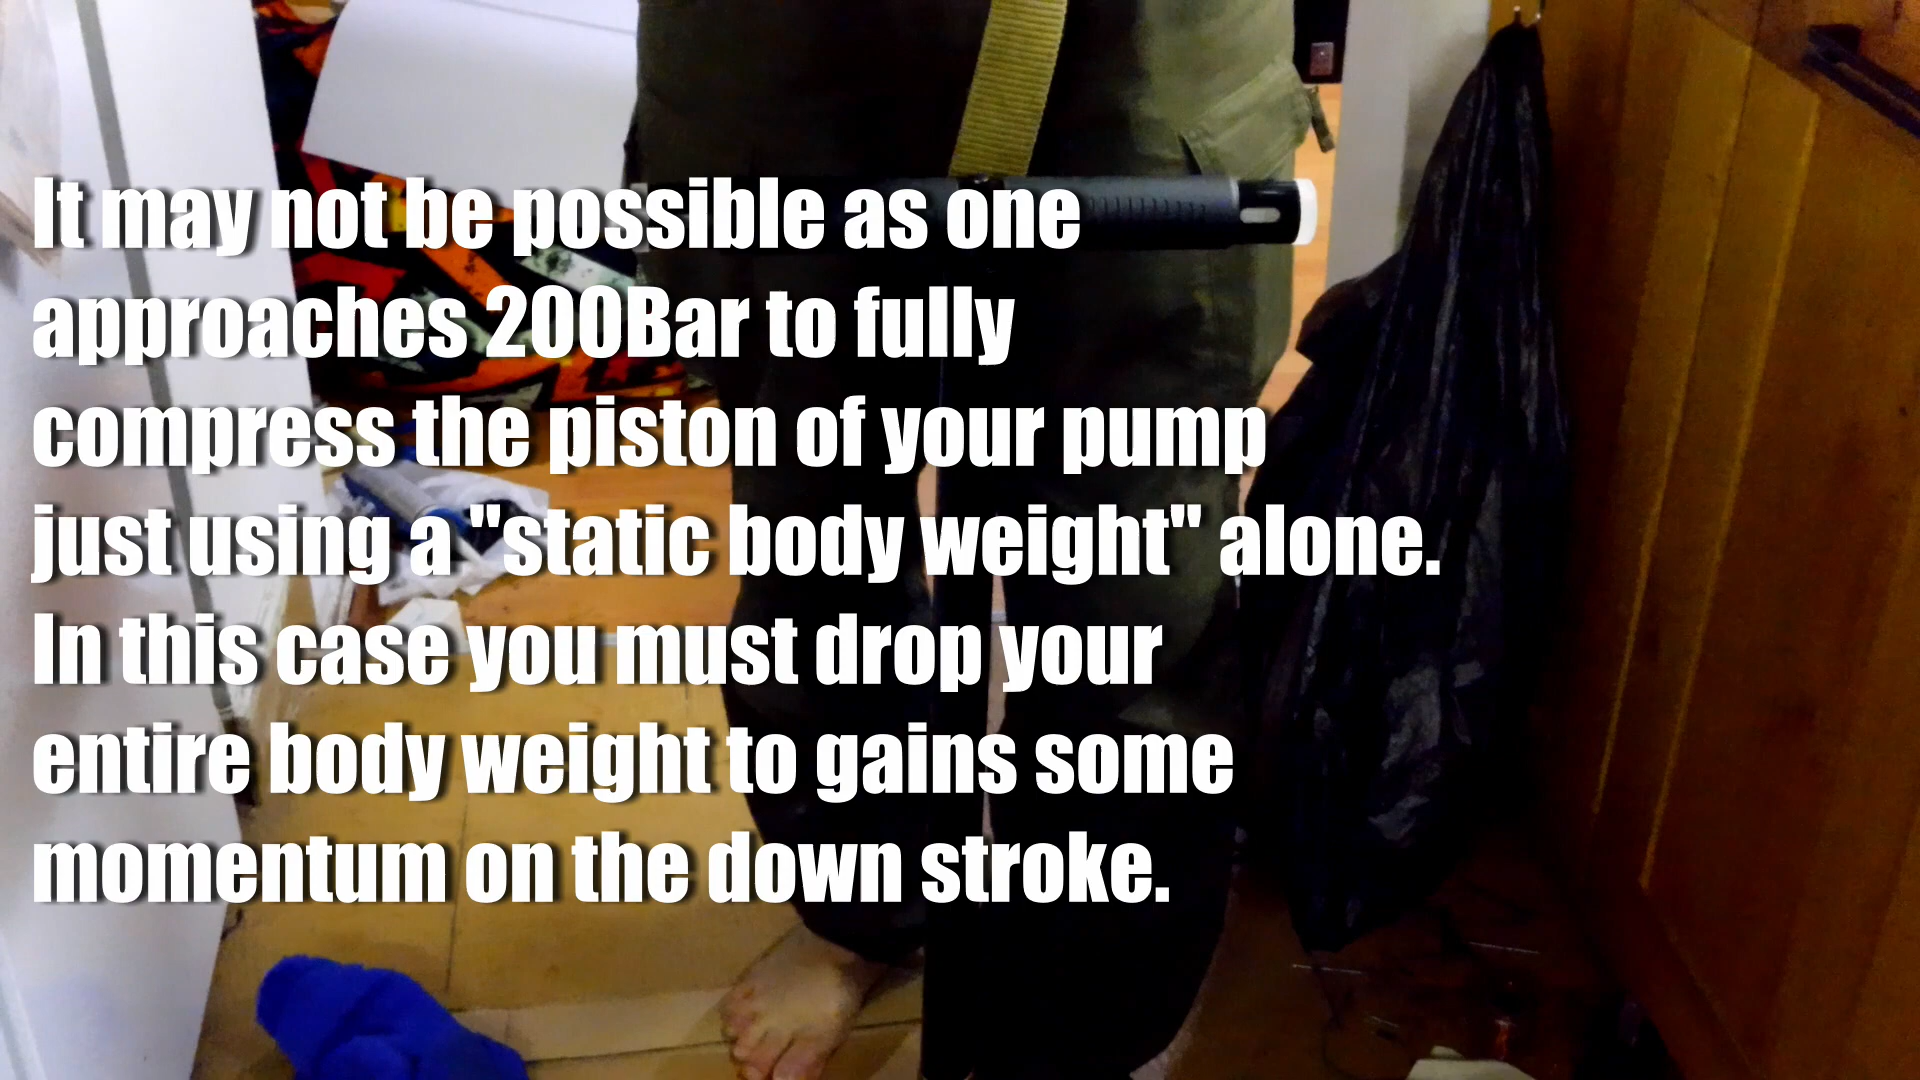 It may not be possible as one
approaches 200Bar to fully
compress the piston of your pump
just using a "static body weight" alone.
In this case you must drop your
entire body weight to gains some
momentum on the down stroke.